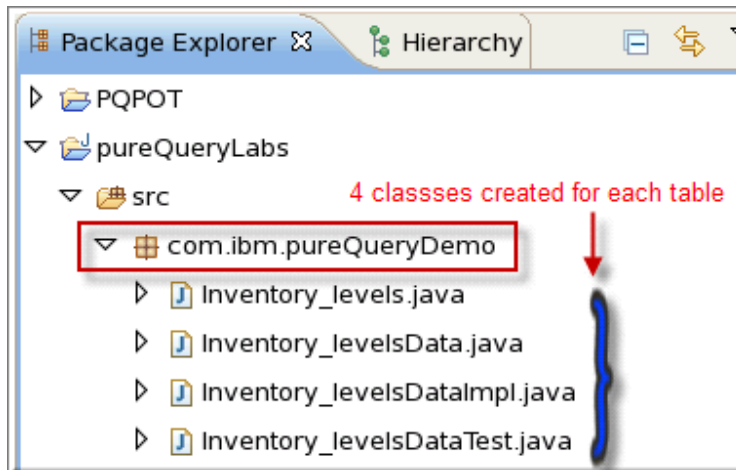 Package Explorer Hierarchy
PQPOT
pureQueryLabs
src 4 classses created for each table
com.ibm.pureQueryDemo
Inventory_levels.java
Inventory_levelsData.java
Inventory_levelsDataImpl.java
Inventory_levelsDataTest.java